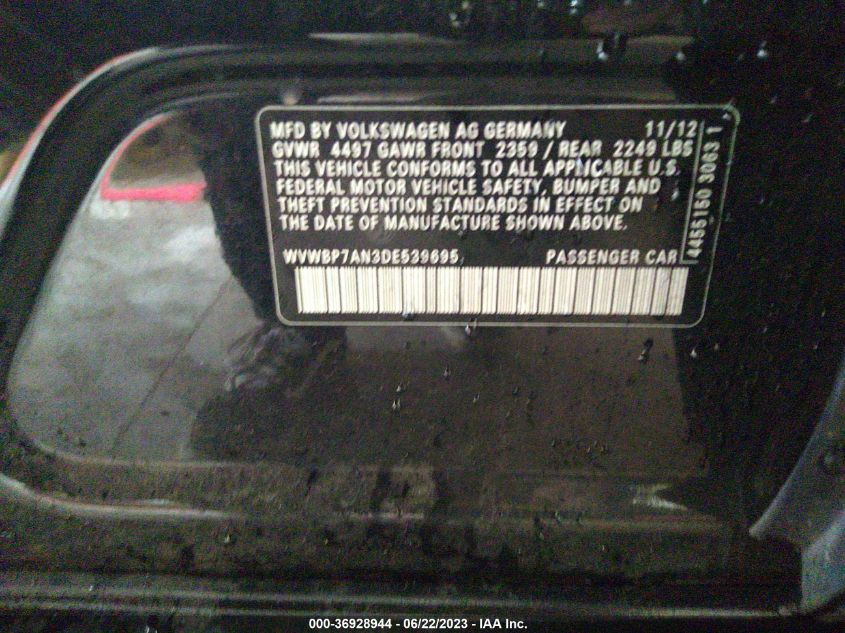 MFD BY VOLKSWAGEN AG GERMANY 11/12
GVWR 4497 GAWR FRONT 2359 / REAR 2249 LBS
THIS VEHICLE CONFORMS TO ALL APPLICABLE U.S.
FEDERAL MOTOR VEHICLE SAFETY, BUMPER AND
THEFT PREVENTION STANDARDS IN EFFECT ON
THE DATE OF MANUFACTURE SHOWN ABOVE.
WVWBP7AN3DE539695 PASSENGER CAR
4455150 3063 1
000-36928944 - 06/22/2023 - IAA Inc.